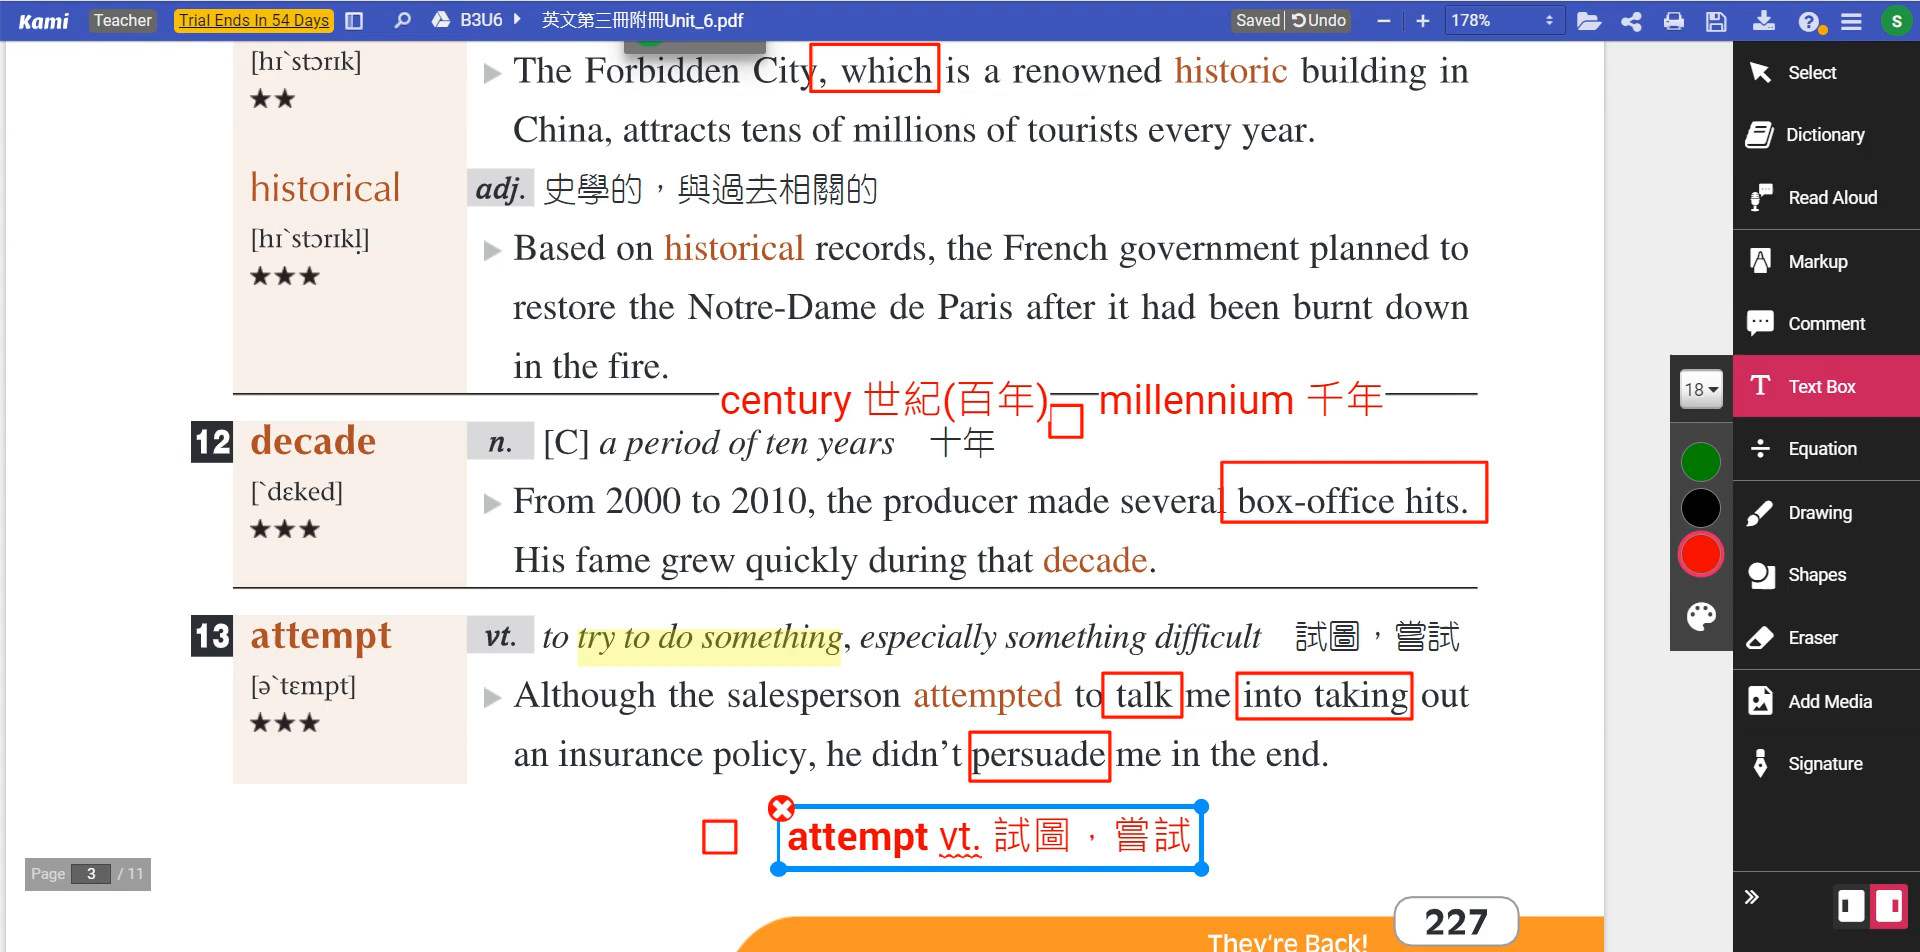 Kami Teacher Trial Ends In 54 Days B3U6 英文第三冊附冊Unit_6.pdf Saved Undo 178% S
[hɪˋstɔrɪk]
★★
The Forbidden City, which is a renowned historic building in
China, attracts tens of millions of tourists every year.
historical adj. 史學的，與過去相關的
[hɪˋstɔrɪkḷ]
★★★
Based on historical records, the French government planned to
restore the Notre-Dame de Paris after it had been burnt down
in the fire.
century 世紀(百年) millennium 千年
12 decade n. [C] a period of ten years 十年
[ˋdɛked]
★★★
From 2000 to 2010, the producer made several box-office hits.
His fame grew quickly during that decade.
13 attempt vt. to try to do something, especially something difficult 試圖，嘗試
[əˋtɛmpt]
★★★
Although the salesperson attempted to talk me into taking out
an insurance policy, he didn't persuade me in the end.
attempt vt. 試圖，嘗試
Page 3 / 11
227
They're Back!
Select
Dictionary
Read Aloud
Markup
Comment
18
Text Box
Equation
Drawing
Shapes
Eraser
Add Media
Signature